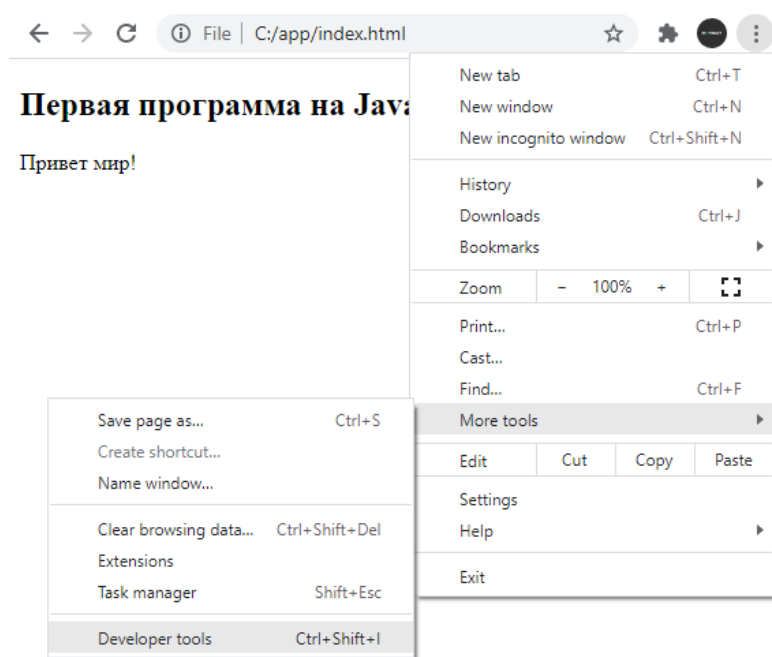 File C:/app/index.html
New tab Ctrl+T
Первая программа на Java
New window Ctrl+N
New incognito window Ctrl+Shift+N
Привет мир!
History
Downloads Ctrl+J
Bookmarks
Zoom - 100% +
Print... Ctrl+P
Cast...
Find... Ctrl+F
More tools
Edit Cut Copy Paste
Settings
Help
Exit
Save page as... Ctrl+S
Create shortcut...
Name window...
Clear browsing data... Ctrl+Shift+Del
Extensions
Task manager Shift+Esc
Developer tools Ctrl+Shift+I